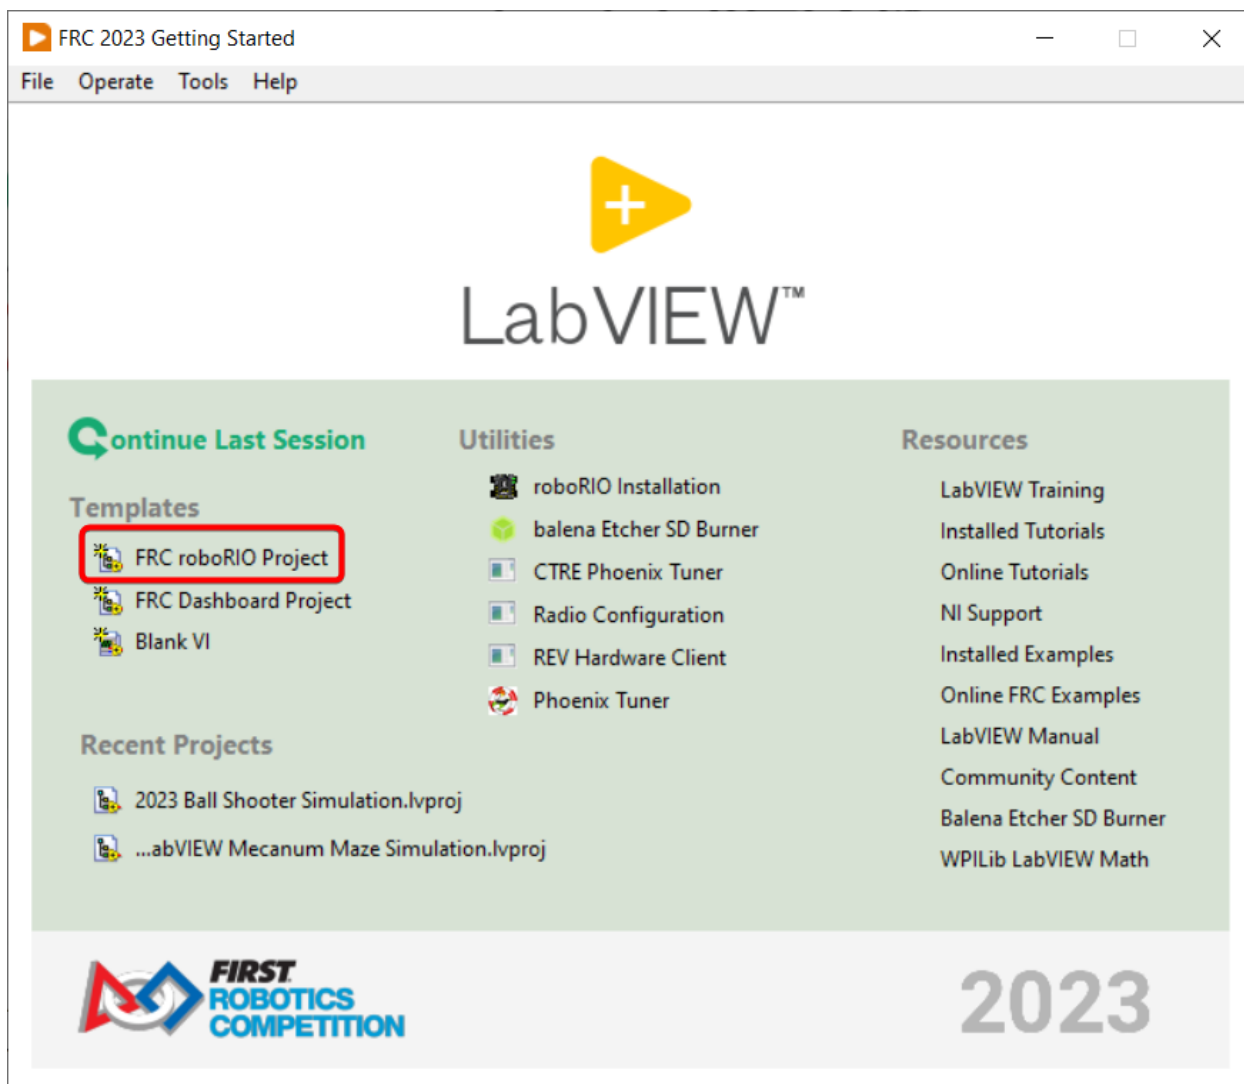 FRC 2023 Getting Started
File Operate Tools Help
LabVIEW™
Continue Last Session
Templates
FRC roboRIO Project
FRC Dashboard Project
Blank VI
Recent Projects
2023 Ball Shooter Simulation.lvproj
...abVIEW Mecanum Maze Simulation.lvproj
Utilities
roboRIO Installation
balena Etcher SD Burner
CTRE Phoenix Tuner
Radio Configuration
REV Hardware Client
Phoenix Tuner
Resources
LabVIEW Training
Installed Tutorials
Online Tutorials
NI Support
Installed Examples
Online FRC Examples
LabVIEW Manual
Community Content
Balena Etcher SD Burner
WPILib LabVIEW Math
FIRST
ROBOTICS
COMPETITION
2023